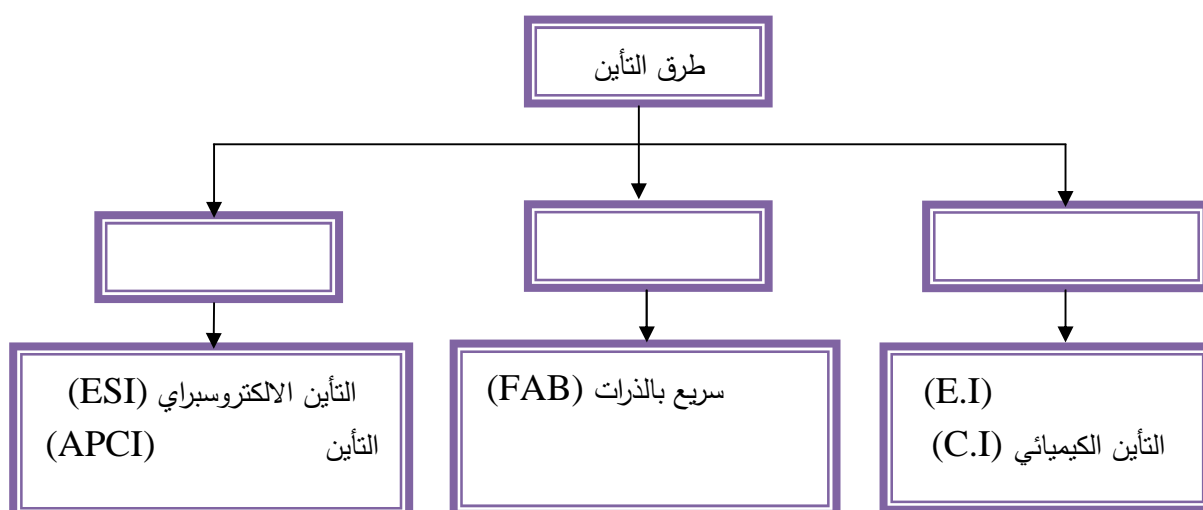 طرق التأين
(E.I)
التأين الكيميائي (C.I)
سريع بالذرات (FAB)
التأين الالكتروسبراي (ESI)
التأين (APCI)